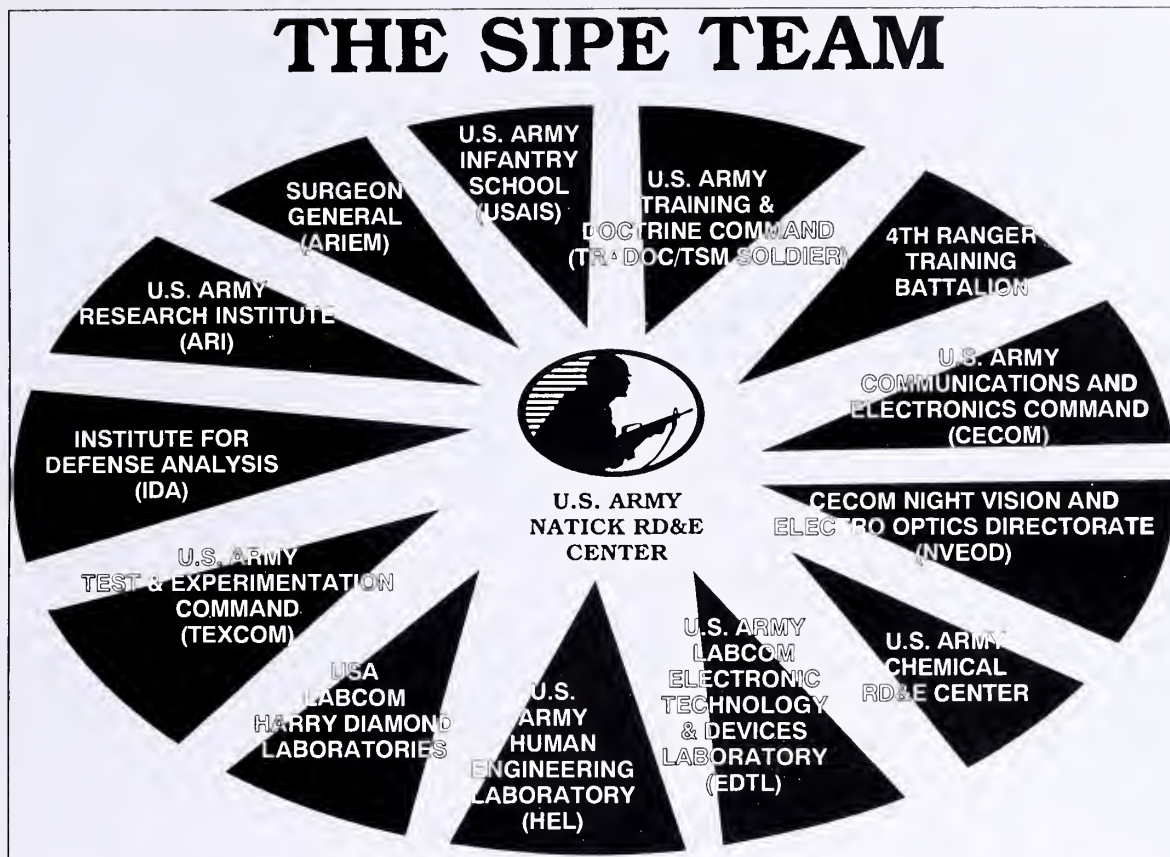 THE SIPE TEAM
U.S. ARMY
INFANTRY
SCHOOL
(USAIS)
U.S. ARMY
TRAINING &
DOCTRINE COMMAND
(TRADOC/TSM SOLDIER)
4TH RANGER
TRAINING
BATTALION
U.S. ARMY
COMMUNICATIONS AND
ELECTRONICS COMMAND
(CECOM)
CECOM NIGHT VISION AND
ELECTRO OPTICS DIRECTORATE
(NVEOD)
U.S. ARMY
CHEMICAL
RD&E CENTER
U.S. ARMY
LABCOM
ELECTRONIC
TECHNOLOGY
& DEVICES
LABORATORY
(EDTL)
U.S.
ARMY
HUMAN
ENGINEERING
LABORATORY
(HEL)
USA
LABCOM
HARRY DIAMOND
LABORATORIES
U.S. ARMY
TEST & EXPERIMENTATION
COMMAND
(TEXCOM)
INSTITUTE FOR
DEFENSE ANALYSIS
(IDA)
U.S. ARMY
RESEARCH INSTITUTE
(ARI)
SURGEON
GENERAL
(ARIEM)
U.S. ARMY
NATICK RD&E
CENTER